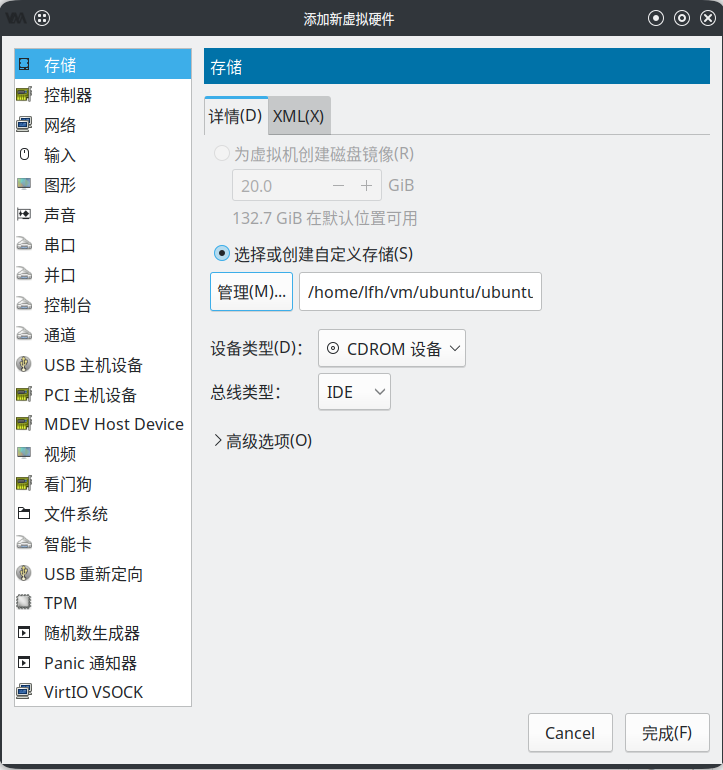 添加新虚拟硬件
存储
控制器
网络
输入
图形
声音
串口
并口
控制台
通道
USB 主机设备
PCI 主机设备
MDEV Host Device
视频
看门狗
文件系统
智能卡
USB 重新定向
TPM
随机数生成器
Panic 通知器
VirtIO VSOCK
存储
详情(D) XML(X)
为虚拟机创建磁盘镜像(R)
20.0 − + GiB
132.7 GiB 在默认位置可用
选择或创建自定义存储(S)
管理(M)... /home/lfh/vm/ubuntu/ubuntu
设备类型(D)： CDROM 设备
总线类型： IDE
高级选项(O)
Cancel 完成(F)